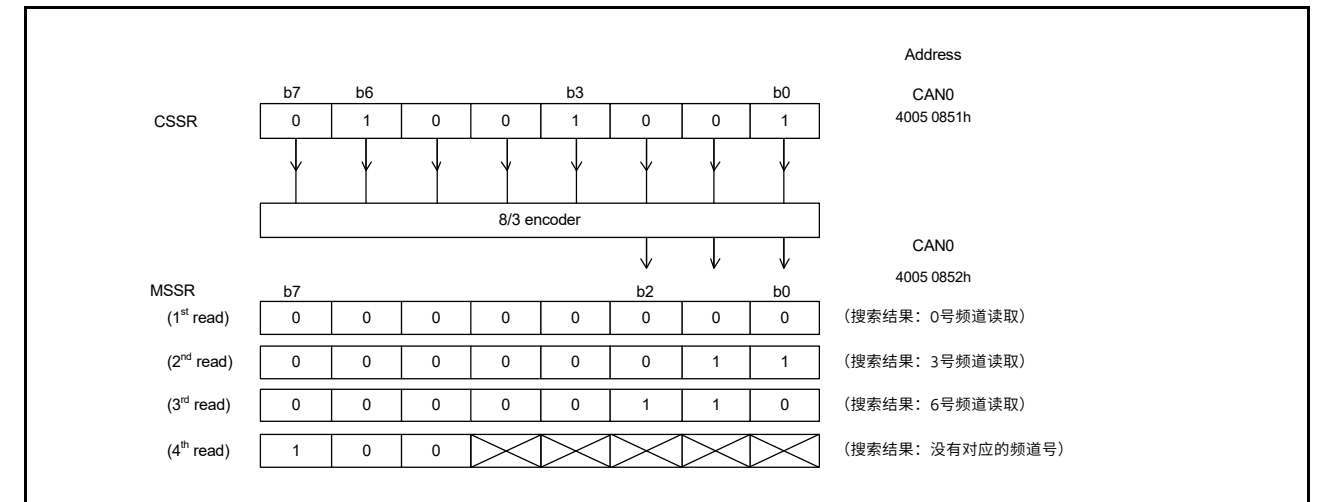 Address
b7 b6 b3 b0 CAN0
CSSR 0 1 0 0 1 0 0 1 4005 0851h
8/3 encoder
CAN0
4005 0852h
MSSR b7 b2 b0
(1st read) 0 0 0 0 0 0 0 0 （搜索结果：0号频道读取）
(2nd read) 0 0 0 0 0 0 1 1 （搜索结果：3号频道读取）
(3rd read) 0 0 0 0 0 1 1 0 （搜索结果：6号频道读取）
(4th read) 1 0 0 （搜索结果：没有对应的频道号）